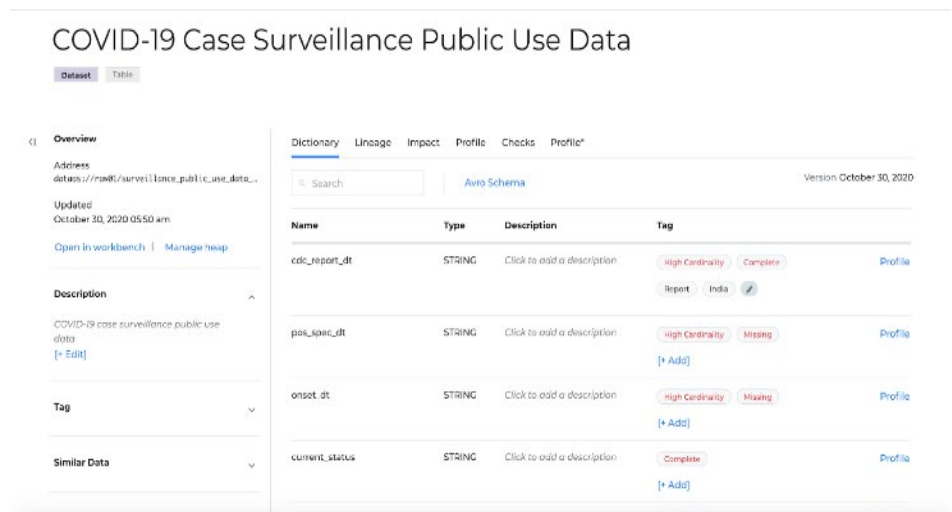 COVID-19 Case Surveillance Public Use Data
Dataset Table
Overview
Address
dataos://raw01/surveillance_public_use_data_..
Updated
October 30, 2020 05:50 am
Open in workbench | Manage heap
Description
COVID-19 case surveillance public use
data
[+ Edit]
Tag
Similar Data
Dictionary Lineage Impact Profile Checks Profile*
Search Avro Schema Version October 30, 2020
Name Type Description Tag
cdc_report_dt STRING Click to add a description High Cardinality Complete Profile
Report India
pos_spec_dt STRING Click to add a description High Cardinality Missing Profile
[+ Add]
onset_dt STRING Click to add a description High Cardinality Missing Profile
[+ Add]
current_status STRING Click to add a description Complete Profile
[+ Add]